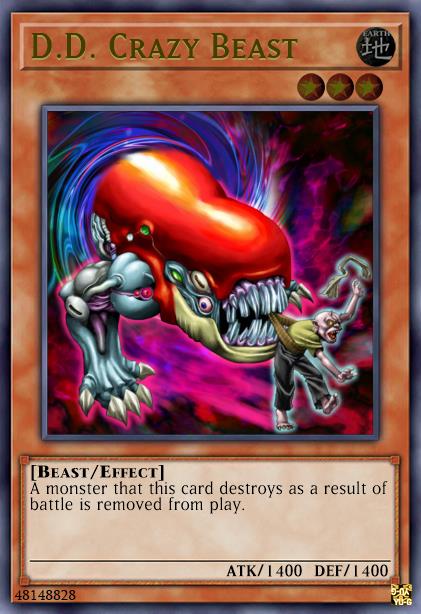 D.D. Crazy Beast
EARTH
地
[Beast/Effect]
A monster that this card destroys as a result of
battle is removed from play.
ATK/1400 DEF/1400
48148828